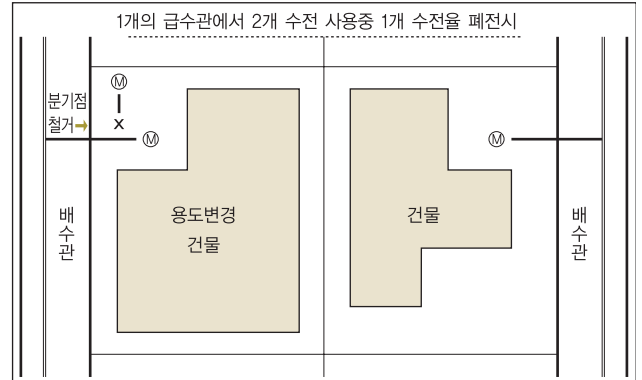 1개의 급수관에서 2개 수전 사용중 1개 수전율 폐전시
Ⓜ
분기점
철거→ x
Ⓜ
Ⓜ
배수관
용도변경
건물
건물
배수관